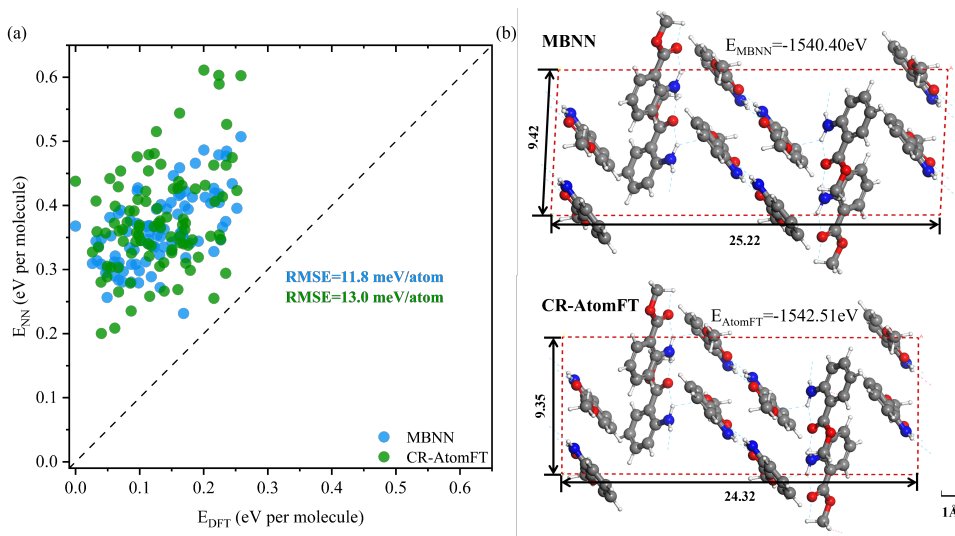 (a)
0.6
0.5
0.4
0.3
0.2
0.1
0.0
E_NN (eV per molecule)
RMSE=11.8 meV/atom
RMSE=13.0 meV/atom
MBNN
CR-AtomFT
0.0 0.1 0.2 0.3 0.4 0.5 0.6
E_DFT (eV per molecule)
(b)
MBNN
E_MBNN=-1540.40eV
9.42
25.22
CR-AtomFT
E_AtomFT=-1542.51eV
9.35
24.32
1Å